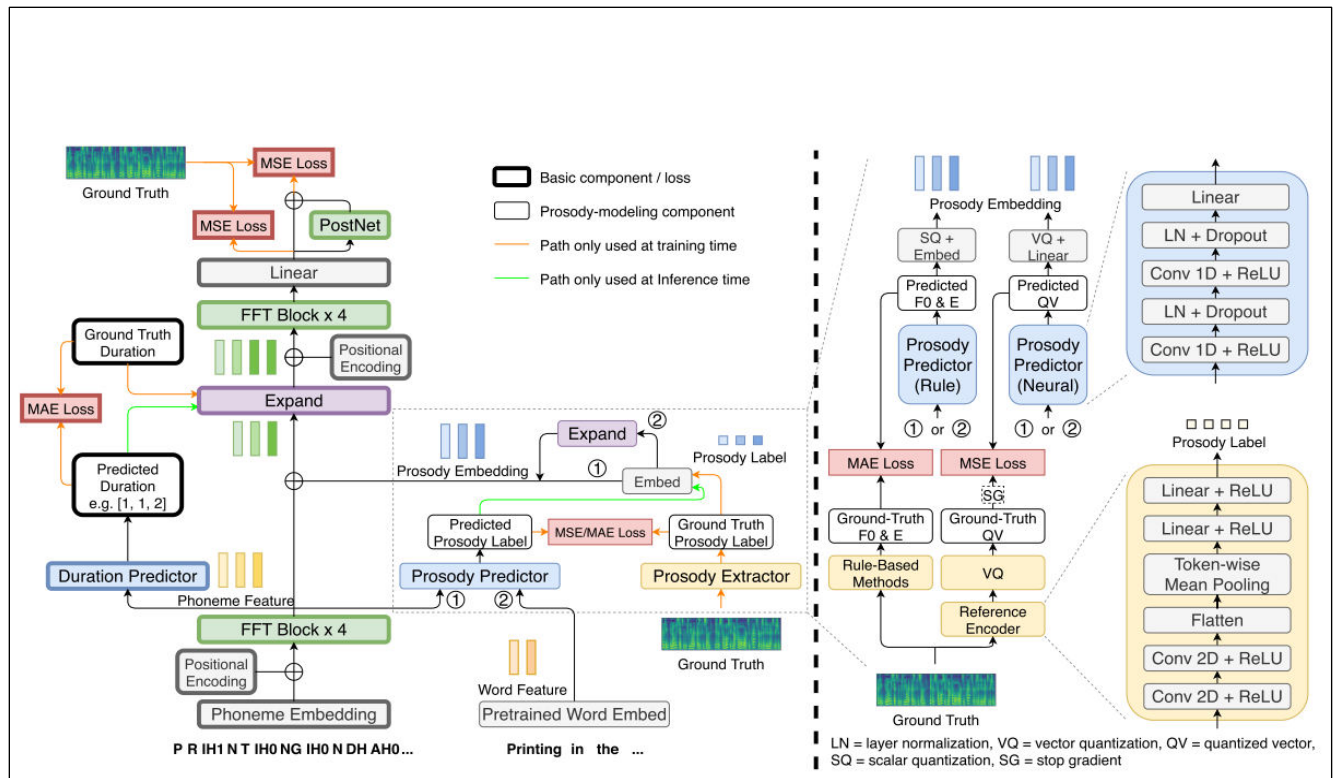 MSE Loss
Ground Truth
MSE Loss
PostNet
Linear
FFT Block x 4
Ground Truth
Duration
Positional
Encoding
MAE Loss
Expand
Predicted
Duration
e.g. [1, 1, 2]
Duration Predictor
Phoneme Feature
FFT Block x 4
Positional
Encoding
Phoneme Embedding
P R IH1 N T IH0 NG IH0 N DH AH0 ...
Basic component / loss
Prosody-modeling component
Path only used at training time
Path only used at Inference time
②
Expand
Prosody Embedding
①
Embed
Prosody Label
Predicted
Prosody Label
MSE/MAE Loss
Ground Truth
Prosody Label
Prosody Predictor
Prosody Extractor
①
②
Ground Truth
Word Feature
Pretrained Word Embed
Printing in the ...
Prosody Embedding
SQ +
Embed
VQ +
Linear
Predicted
F0 & E
Predicted
QV
Prosody
Predictor
(Rule)
Prosody
Predictor
(Neural)
① or ②
① or ②
MAE Loss
MSE Loss
SG
Ground-Truth
F0 & E
Ground-Truth
QV
Rule-Based
Methods
VQ
Reference
Encoder
Ground Truth
Linear
LN + Dropout
Conv 1D + ReLU
LN + Dropout
Conv 1D + ReLU
Prosody Label
Linear + ReLU
Linear + ReLU
Token-wise
Mean Pooling
Flatten
Conv 2D + ReLU
Conv 2D + ReLU
LN = layer normalization, VQ = vector quantization, QV = quantized vector,
SQ = scalar quantization, SG = stop gradient